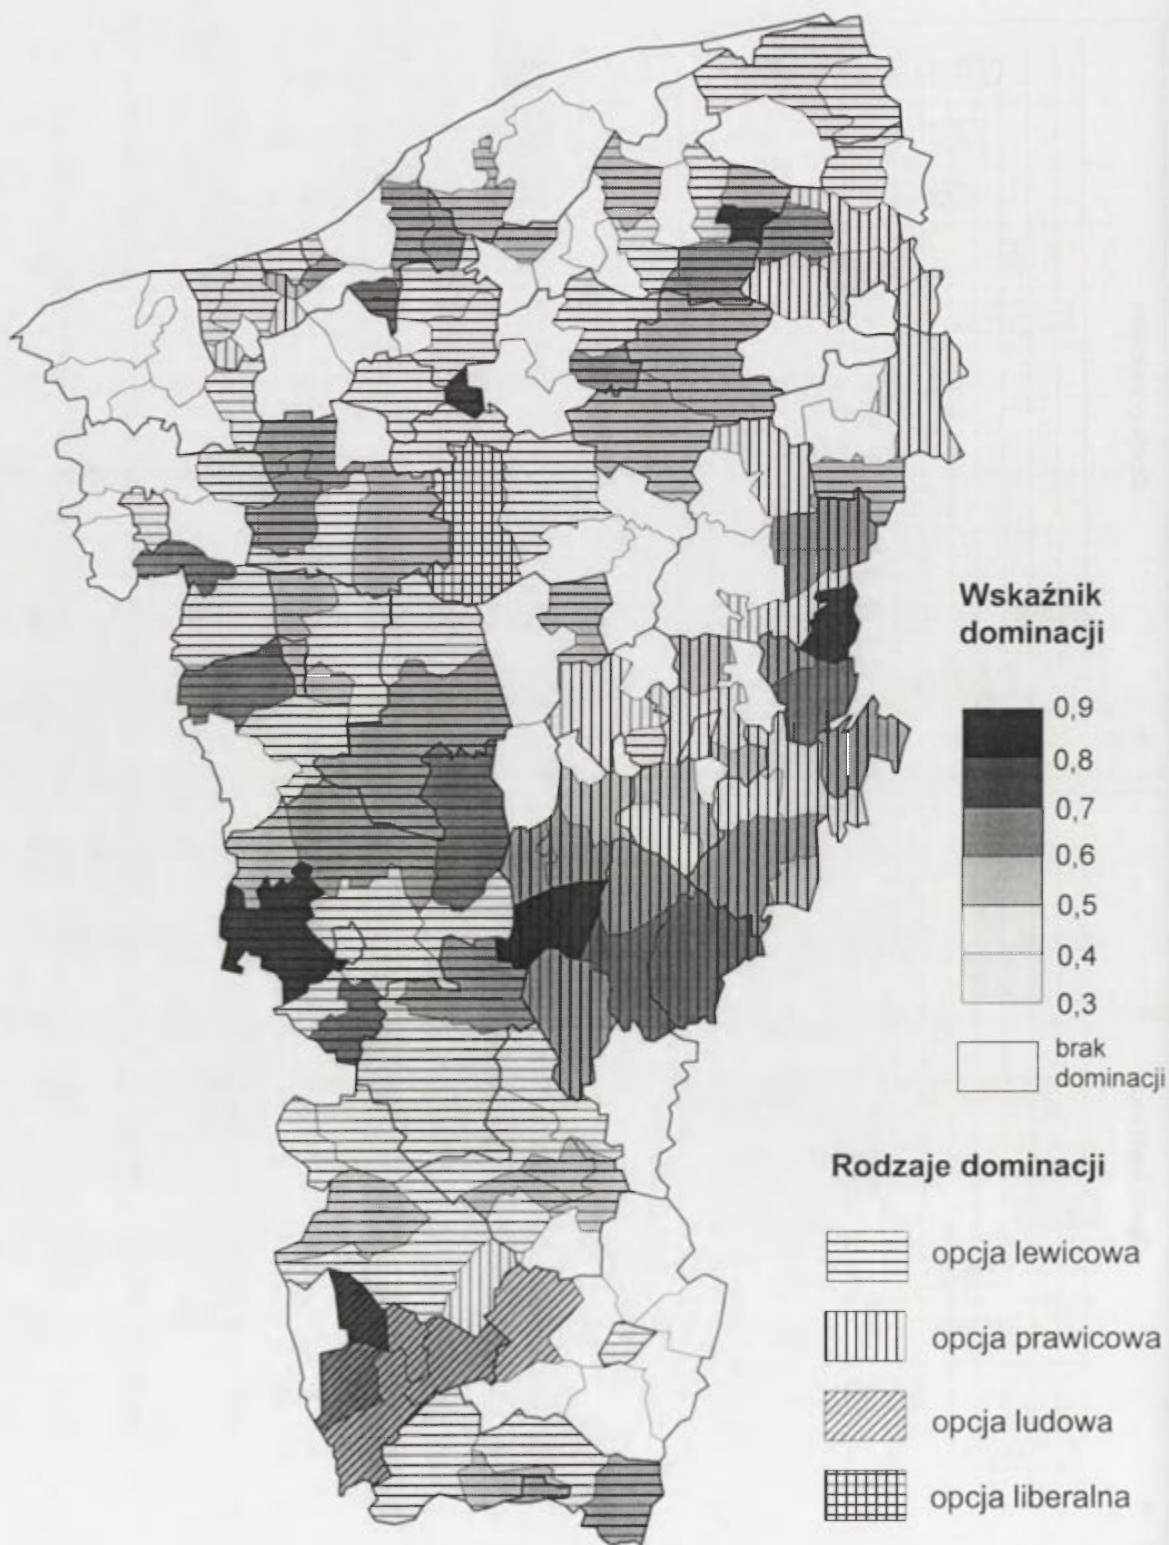 Wskaźnik
dominacji
0,9
0,8
0,7
0,6
0,5
0,4
0,3
brak
dominacji
Rodzaje dominacji
opcja lewicowa
opcja prawicowa
opcja ludowa
opcja liberalna